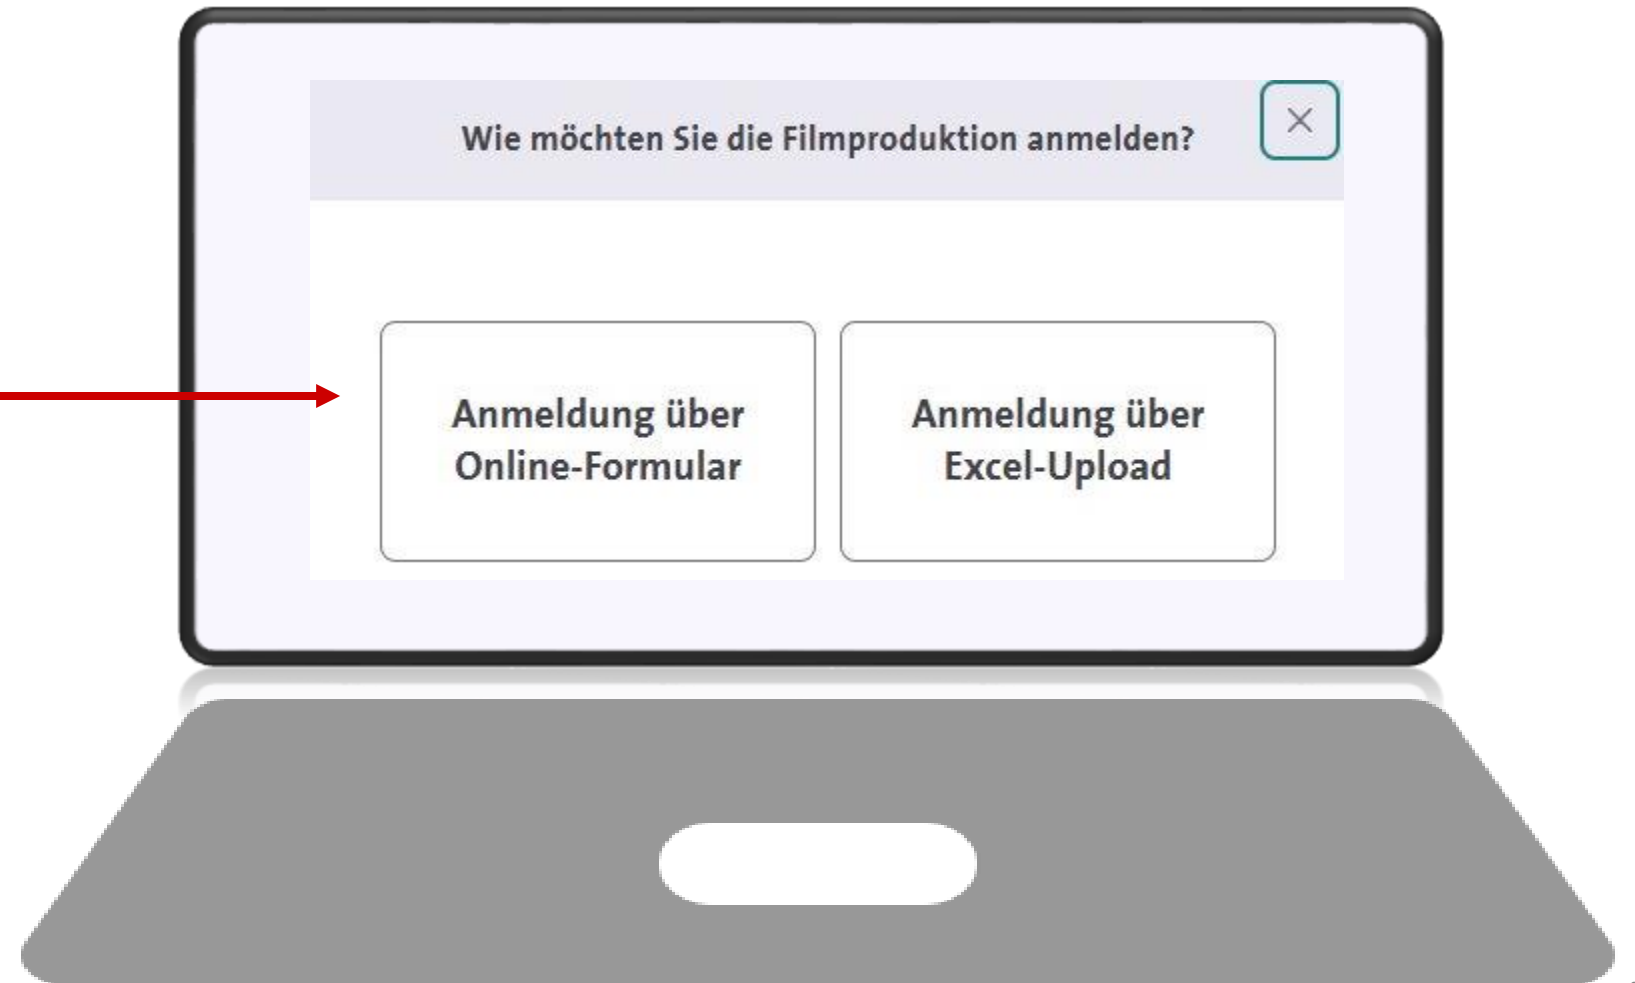 Wie möchten Sie die Filmproduktion anmelden?
Anmeldung über
Online-Formular
Anmeldung über
Excel-Upload